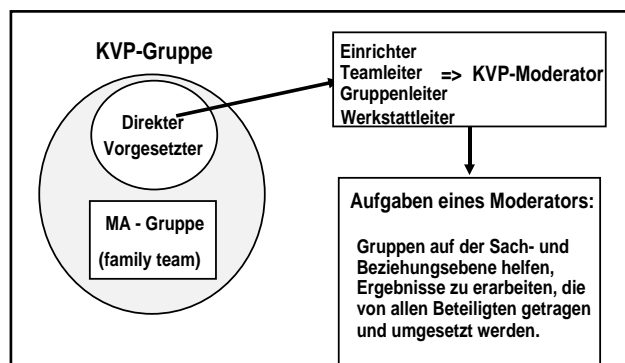 KVP-Gruppe
Direkter
Vorgesetzter
MA - Gruppe
(family team)
Einrichter
Teamleiter => KVP-Moderator
Gruppenleiter
Werkstattleiter
Aufgaben eines Moderators:
Gruppen auf der Sach- und
Beziehungsebene helfen,
Ergebnisse zu erarbeiten, die
von allen Beteiligten getragen
und umgesetzt werden.